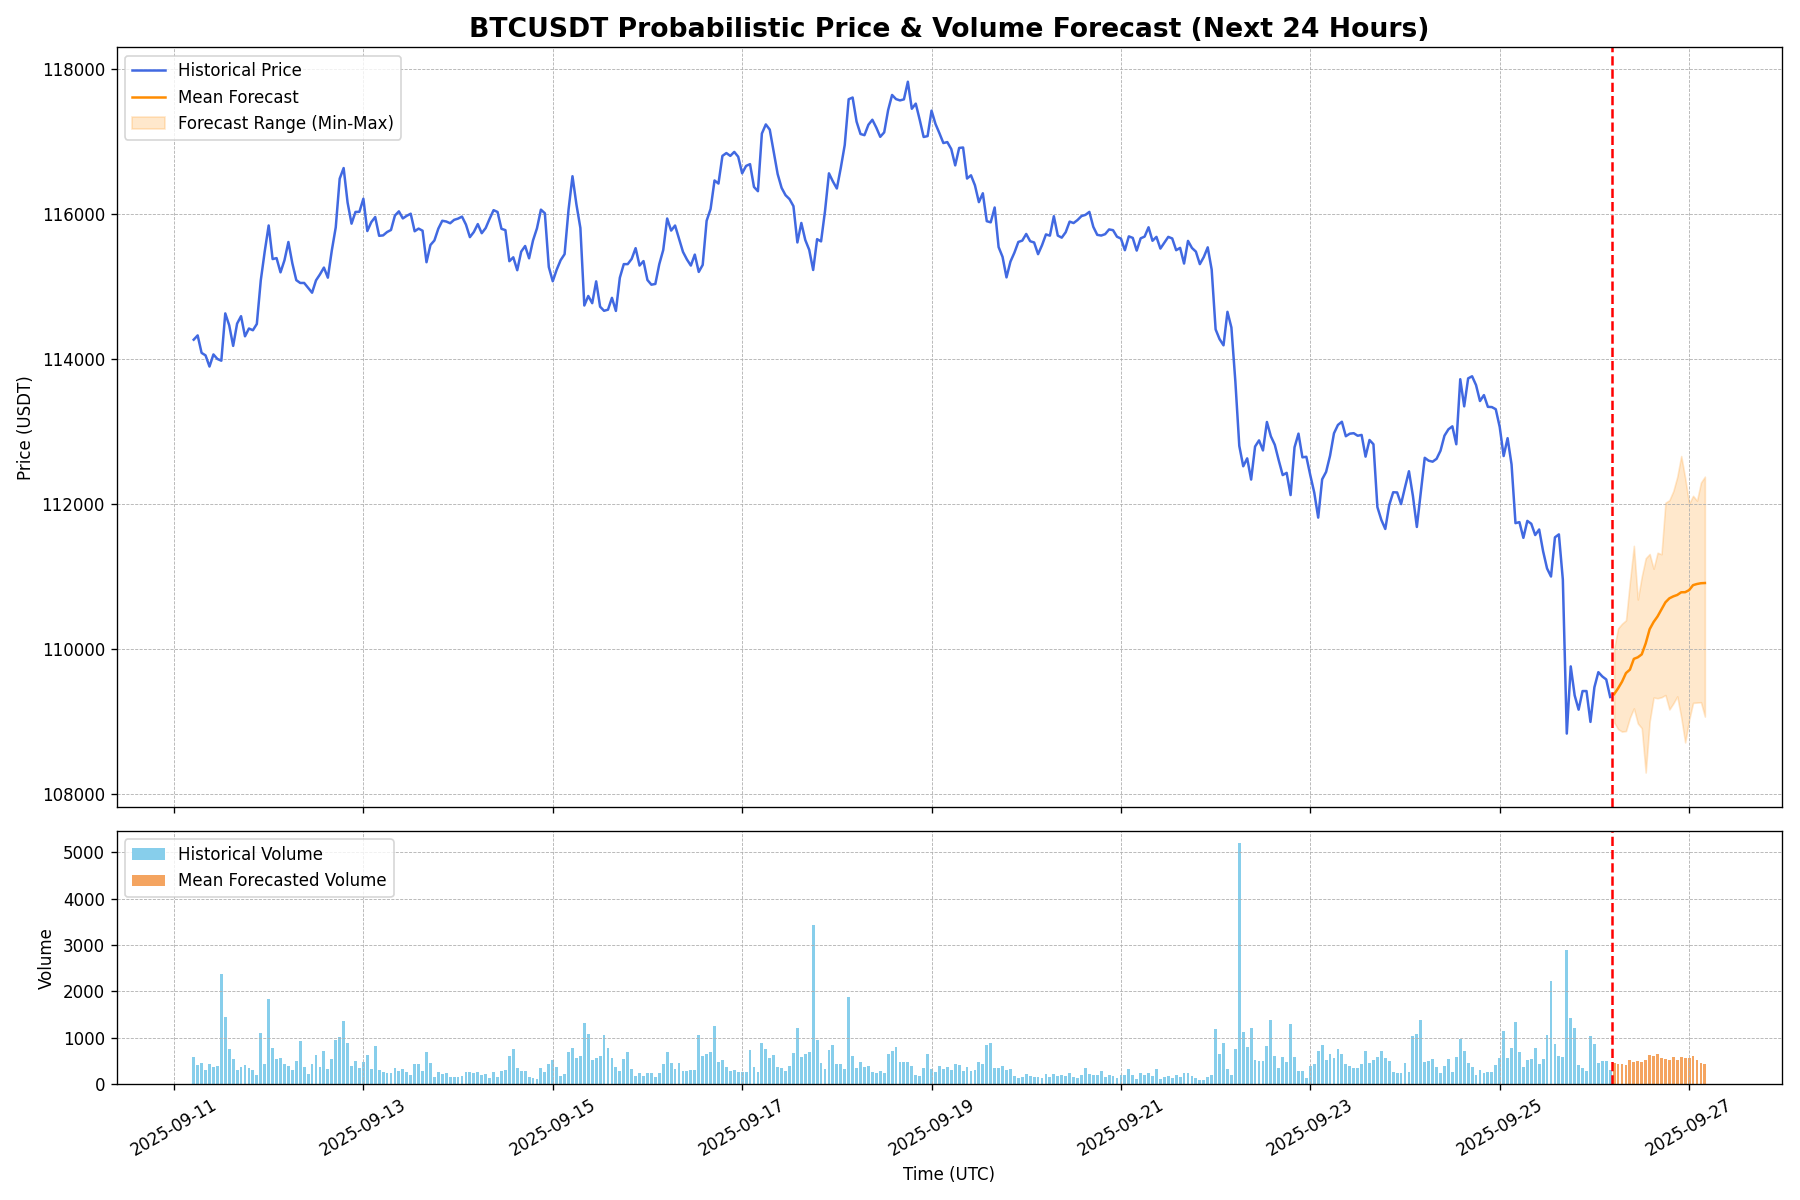 BTCUSDT Probabilistic Price & Volume Forecast (Next 24 Hours)
Historical Price
Mean Forecast
Forecast Range (Min-Max)
118000
116000
114000
112000
110000
108000
Price (USDT)
Historical Volume
Mean Forecasted Volume
5000
4000
3000
2000
1000
0
Volume
2025-09-11
2025-09-13
2025-09-15
2025-09-17
2025-09-19
2025-09-21
2025-09-23
2025-09-25
2025-09-27
Time (UTC)